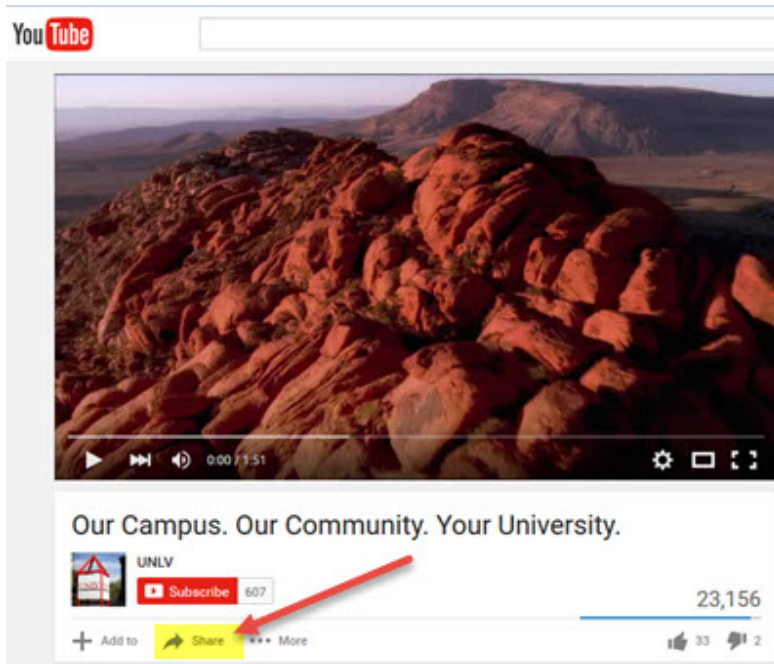 YouTube
0:00 / 1:51
Our Campus. Our Community. Your University.
UNLV
Subscribe 607
23,156
Add to Share More 33 2